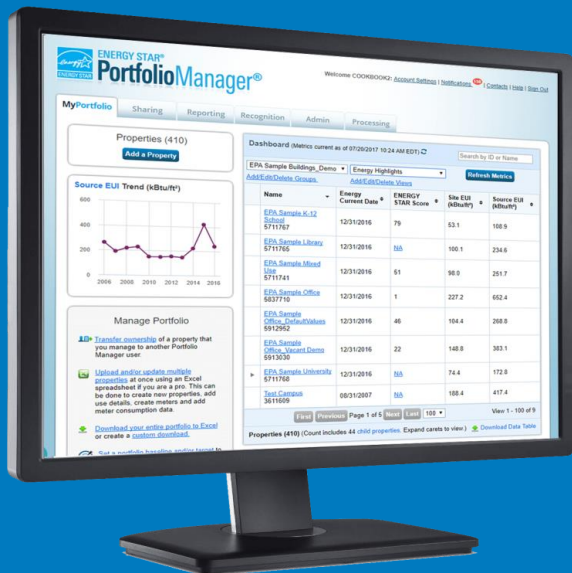 ENERGY STAR
ENERGY STAR®
PortfolioManager®
Welcome COOKBOOK2: Account Settings | Notifications | Contacts | Help | Sign Out
MyPortfolio
Sharing
Reporting
Recognition
Admin
Processing
Properties (410)
Add a Property
Source EUI Trend (kBtu/ft²)
600
400
200
0
2006 2008 2010 2012 2014 2016
Manage Portfolio
Transfer ownership of a property that
you manage to another Portfolio
Manager user.
Upload and/or update multiple
properties at once using an Excel
spreadsheet if you are a pro. This can
be done to create new properties, add
use details, create meters and add
meter consumption data.
Download your entire portfolio to Excel
or create a custom download.
Set a portfolio baseline and/or target to
Dashboard (Metrics current as of 07/20/2017 10:24 AM EDT)
Search by ID or Name
EPA Sample Buildings_Demo
Energy Highlights
Refresh Metrics
Add/Edit/Delete Groups
Add/Edit/Delete Views
Name Energy Current Date ENERGY STAR Score Site EUI (kBtu/ft²) Source EUI (kBtu/ft²)
EPA Sample K-12
School
5711767 12/31/2016 79 53.1 108.9
EPA Sample Library
5711765 12/31/2016 NA 100.1 234.6
EPA Sample Mixed
Use
5711741 12/31/2016 51 98.0 251.7
EPA Sample Office
5837710 12/31/2016 1 227.2 652.4
EPA Sample
Office_DefaultValues
5912952 12/31/2016 46 104.4 268.8
EPA Sample
Office_Vacant Demo
5913030 12/31/2016 22 148.8 383.1
EPA Sample University
5711768 12/31/2016 NA 74.4 172.8
Test Campus
3611609 08/31/2007 NA 188.4 417.4
First Previous Page 1 of 5 Next Last 100
View 1 - 100 of 9
Properties (410) (Count includes 44 child properties. Expand carets to view.) Download Data Table